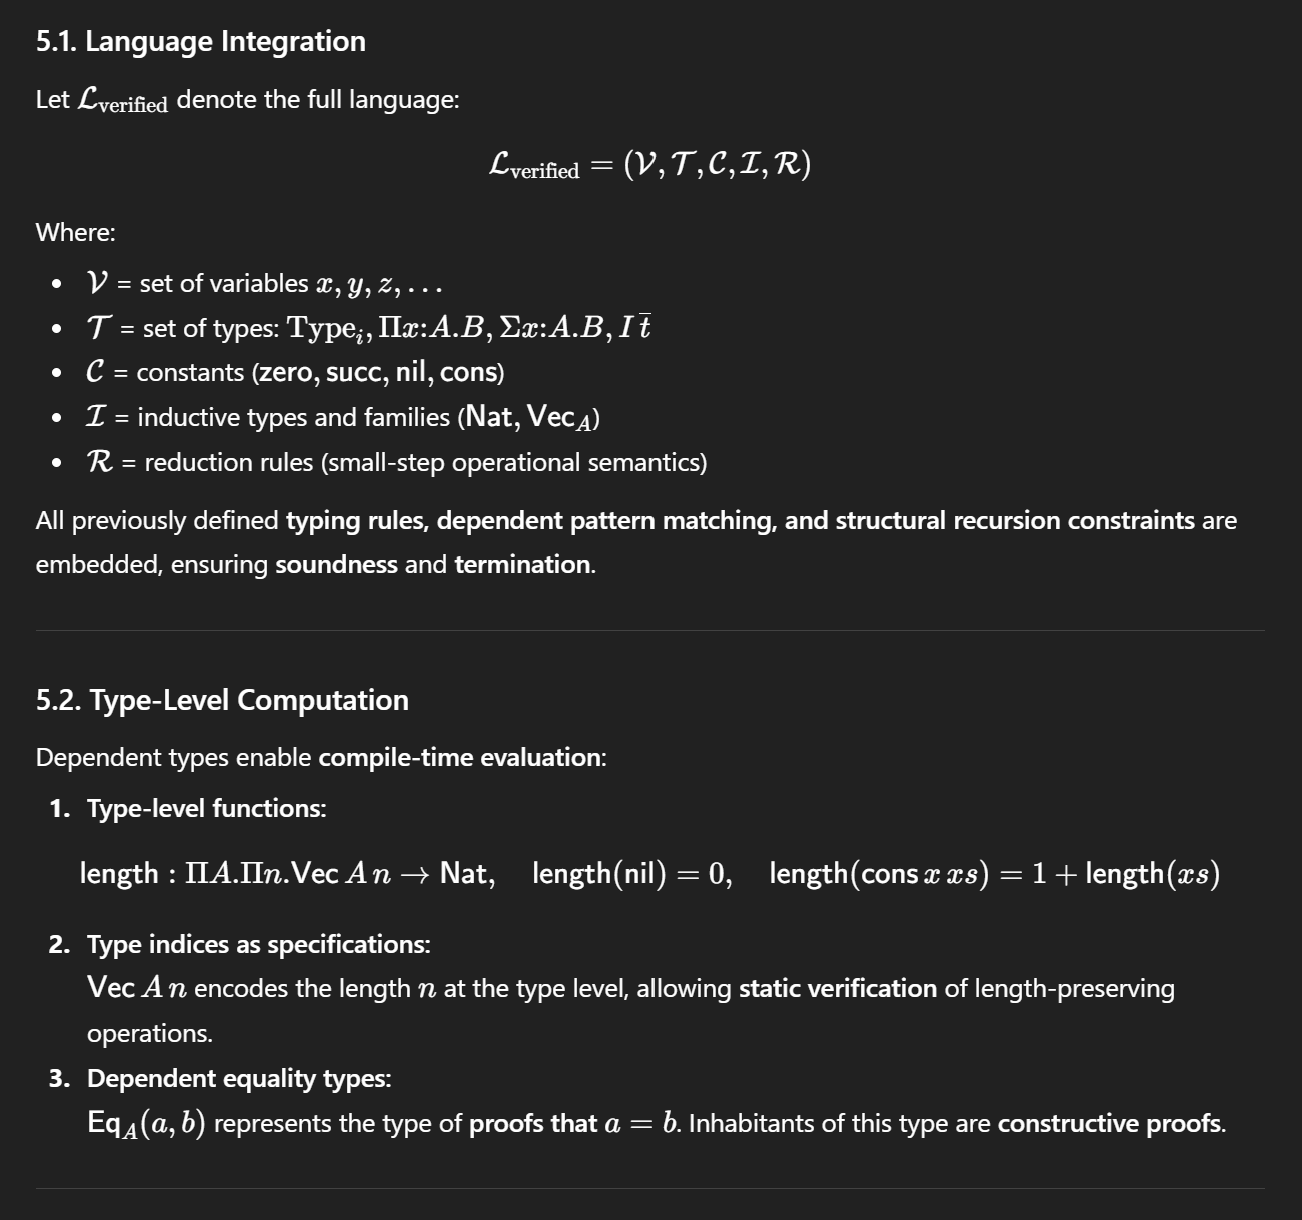 5.1. Language Integration
Let ℒ_verified denote the full language:
ℒ_verified = (𝒱, 𝒯, 𝒞, ℐ, ℛ)
Where:
• 𝒱 = set of variables x, y, z, …
• 𝒯 = set of types: Type_i, Πx:A.B, Σx:A.B, I t̄
• 𝒞 = constants (zero, succ, nil, cons)
• ℐ = inductive types and families (Nat, Vec_A)
• ℛ = reduction rules (small-step operational semantics)
All previously defined typing rules, dependent pattern matching, and structural recursion constraints are
embedded, ensuring soundness and termination.
5.2. Type-Level Computation
Dependent types enable compile-time evaluation:
1. Type-level functions:
length : ΠA.Πn.Vec A n → Nat, length(nil) = 0, length(cons x xs) = 1 + length(xs)
2. Type indices as specifications:
Vec A n encodes the length n at the type level, allowing static verification of length-preserving
operations.
3. Dependent equality types:
Eq_A(a, b) represents the type of proofs that a = b. Inhabitants of this type are constructive proofs.